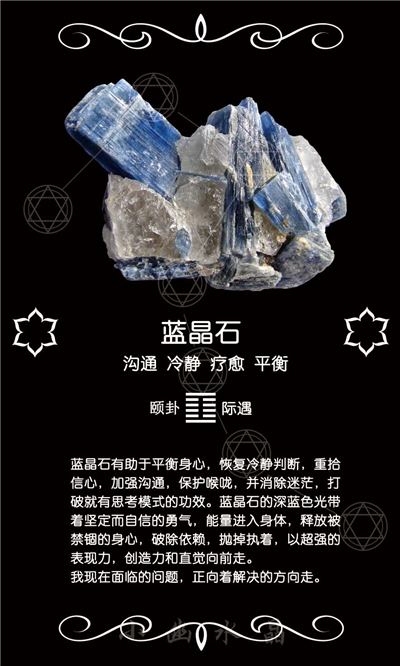 蓝晶石
沟通 冷静 疗愈 平衡
颐卦 际遇
蓝晶石有助于平衡身心，恢复冷静判断，重拾
信心，加强沟通，保护喉咙，并消除迷茫，打
破就有思考模式的功效。蓝晶石的深蓝色光带
着坚定而自信的勇气，能量进入身体，释放被
禁锢的身心，破除依赖，抛掉执着，以超强的
表现力，创造力和直觉向前走。
我现在面临的问题，正向着解决的方向走。